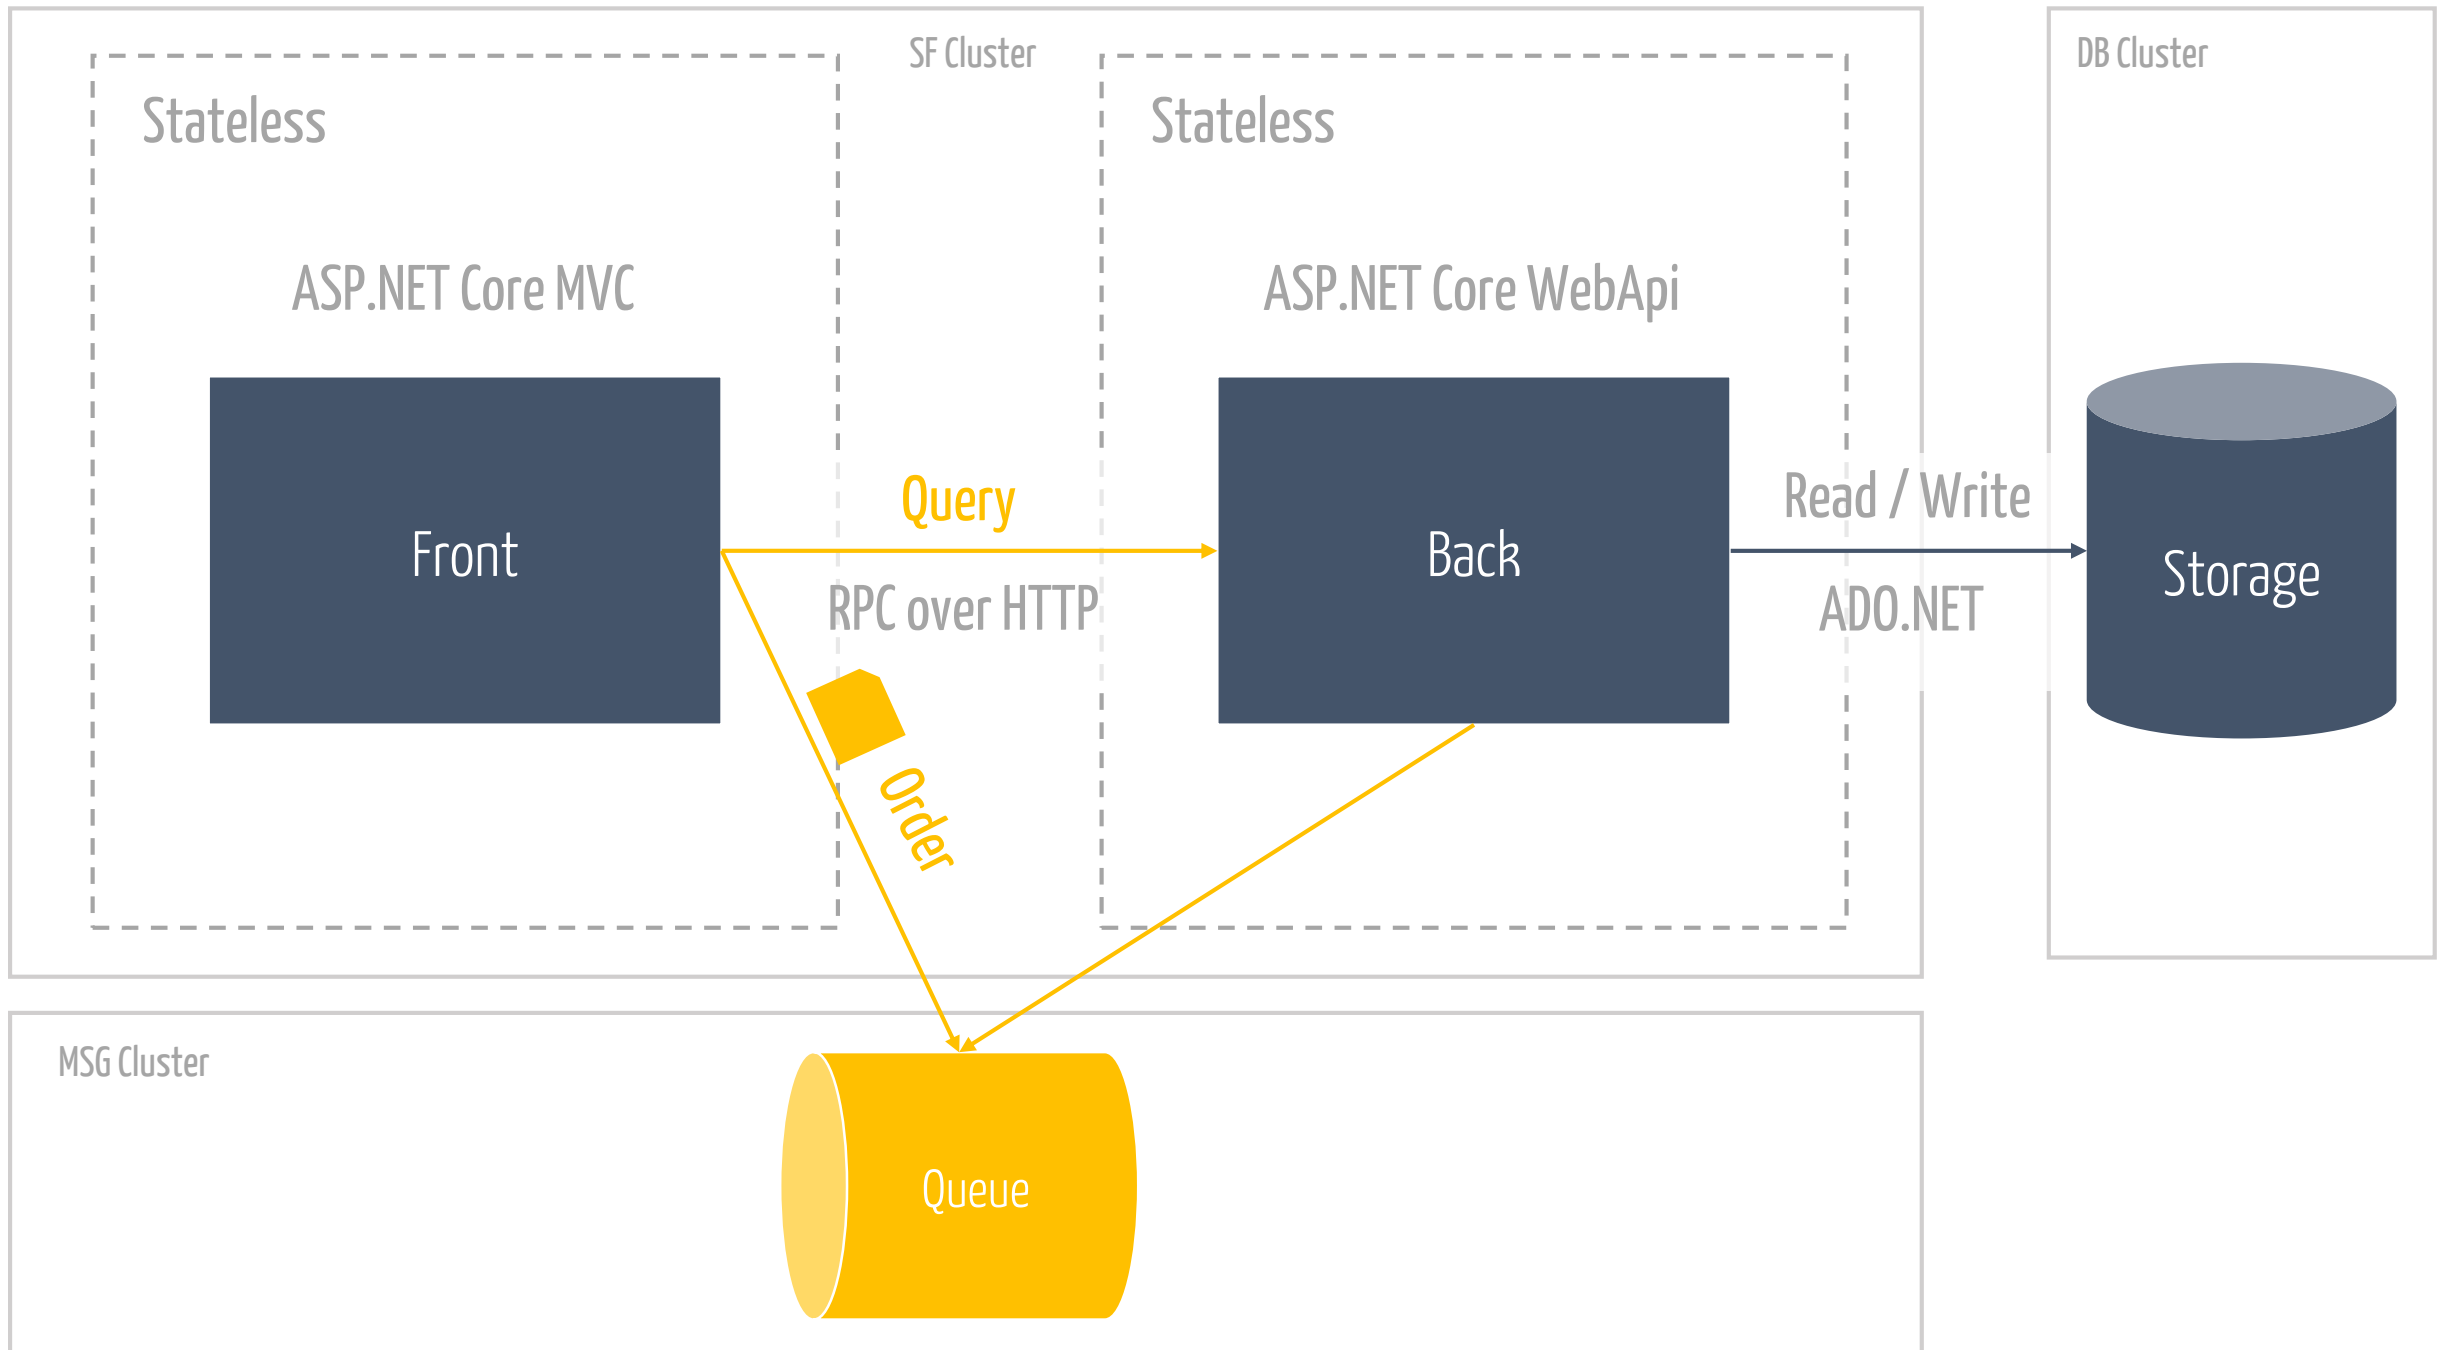 SF Cluster
DB Cluster
Stateless
Stateless
ASP.NET Core MVC
ASP.NET Core WebApi
Query
Read / Write
Front
Back
Storage
RPC over HTTP
ADO.NET
Order
MSG Cluster
Queue